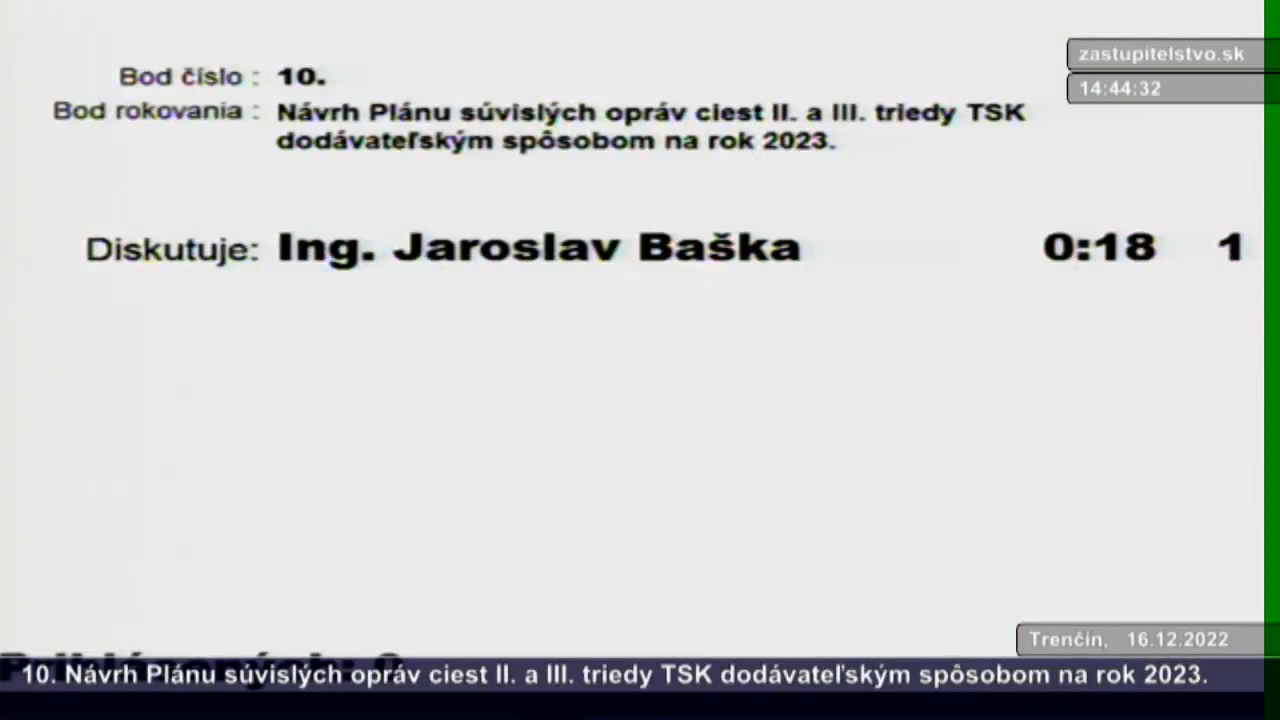 zastupitelstvo.sk
14:44:32
Bod číslo : 10.
Bod rokovania : Návrh Plánu súvislých opráv ciest II. a III. triedy TSK
dodávateľským spôsobom na rok 2023.
Diskutuje: Ing. Jaroslav Baška 0:18 1
Trenčín, 16.12.2022
10. Návrh Plánu súvislých opráv ciest II. a III. triedy TSK dodávateľským spôsobom na rok 2023.